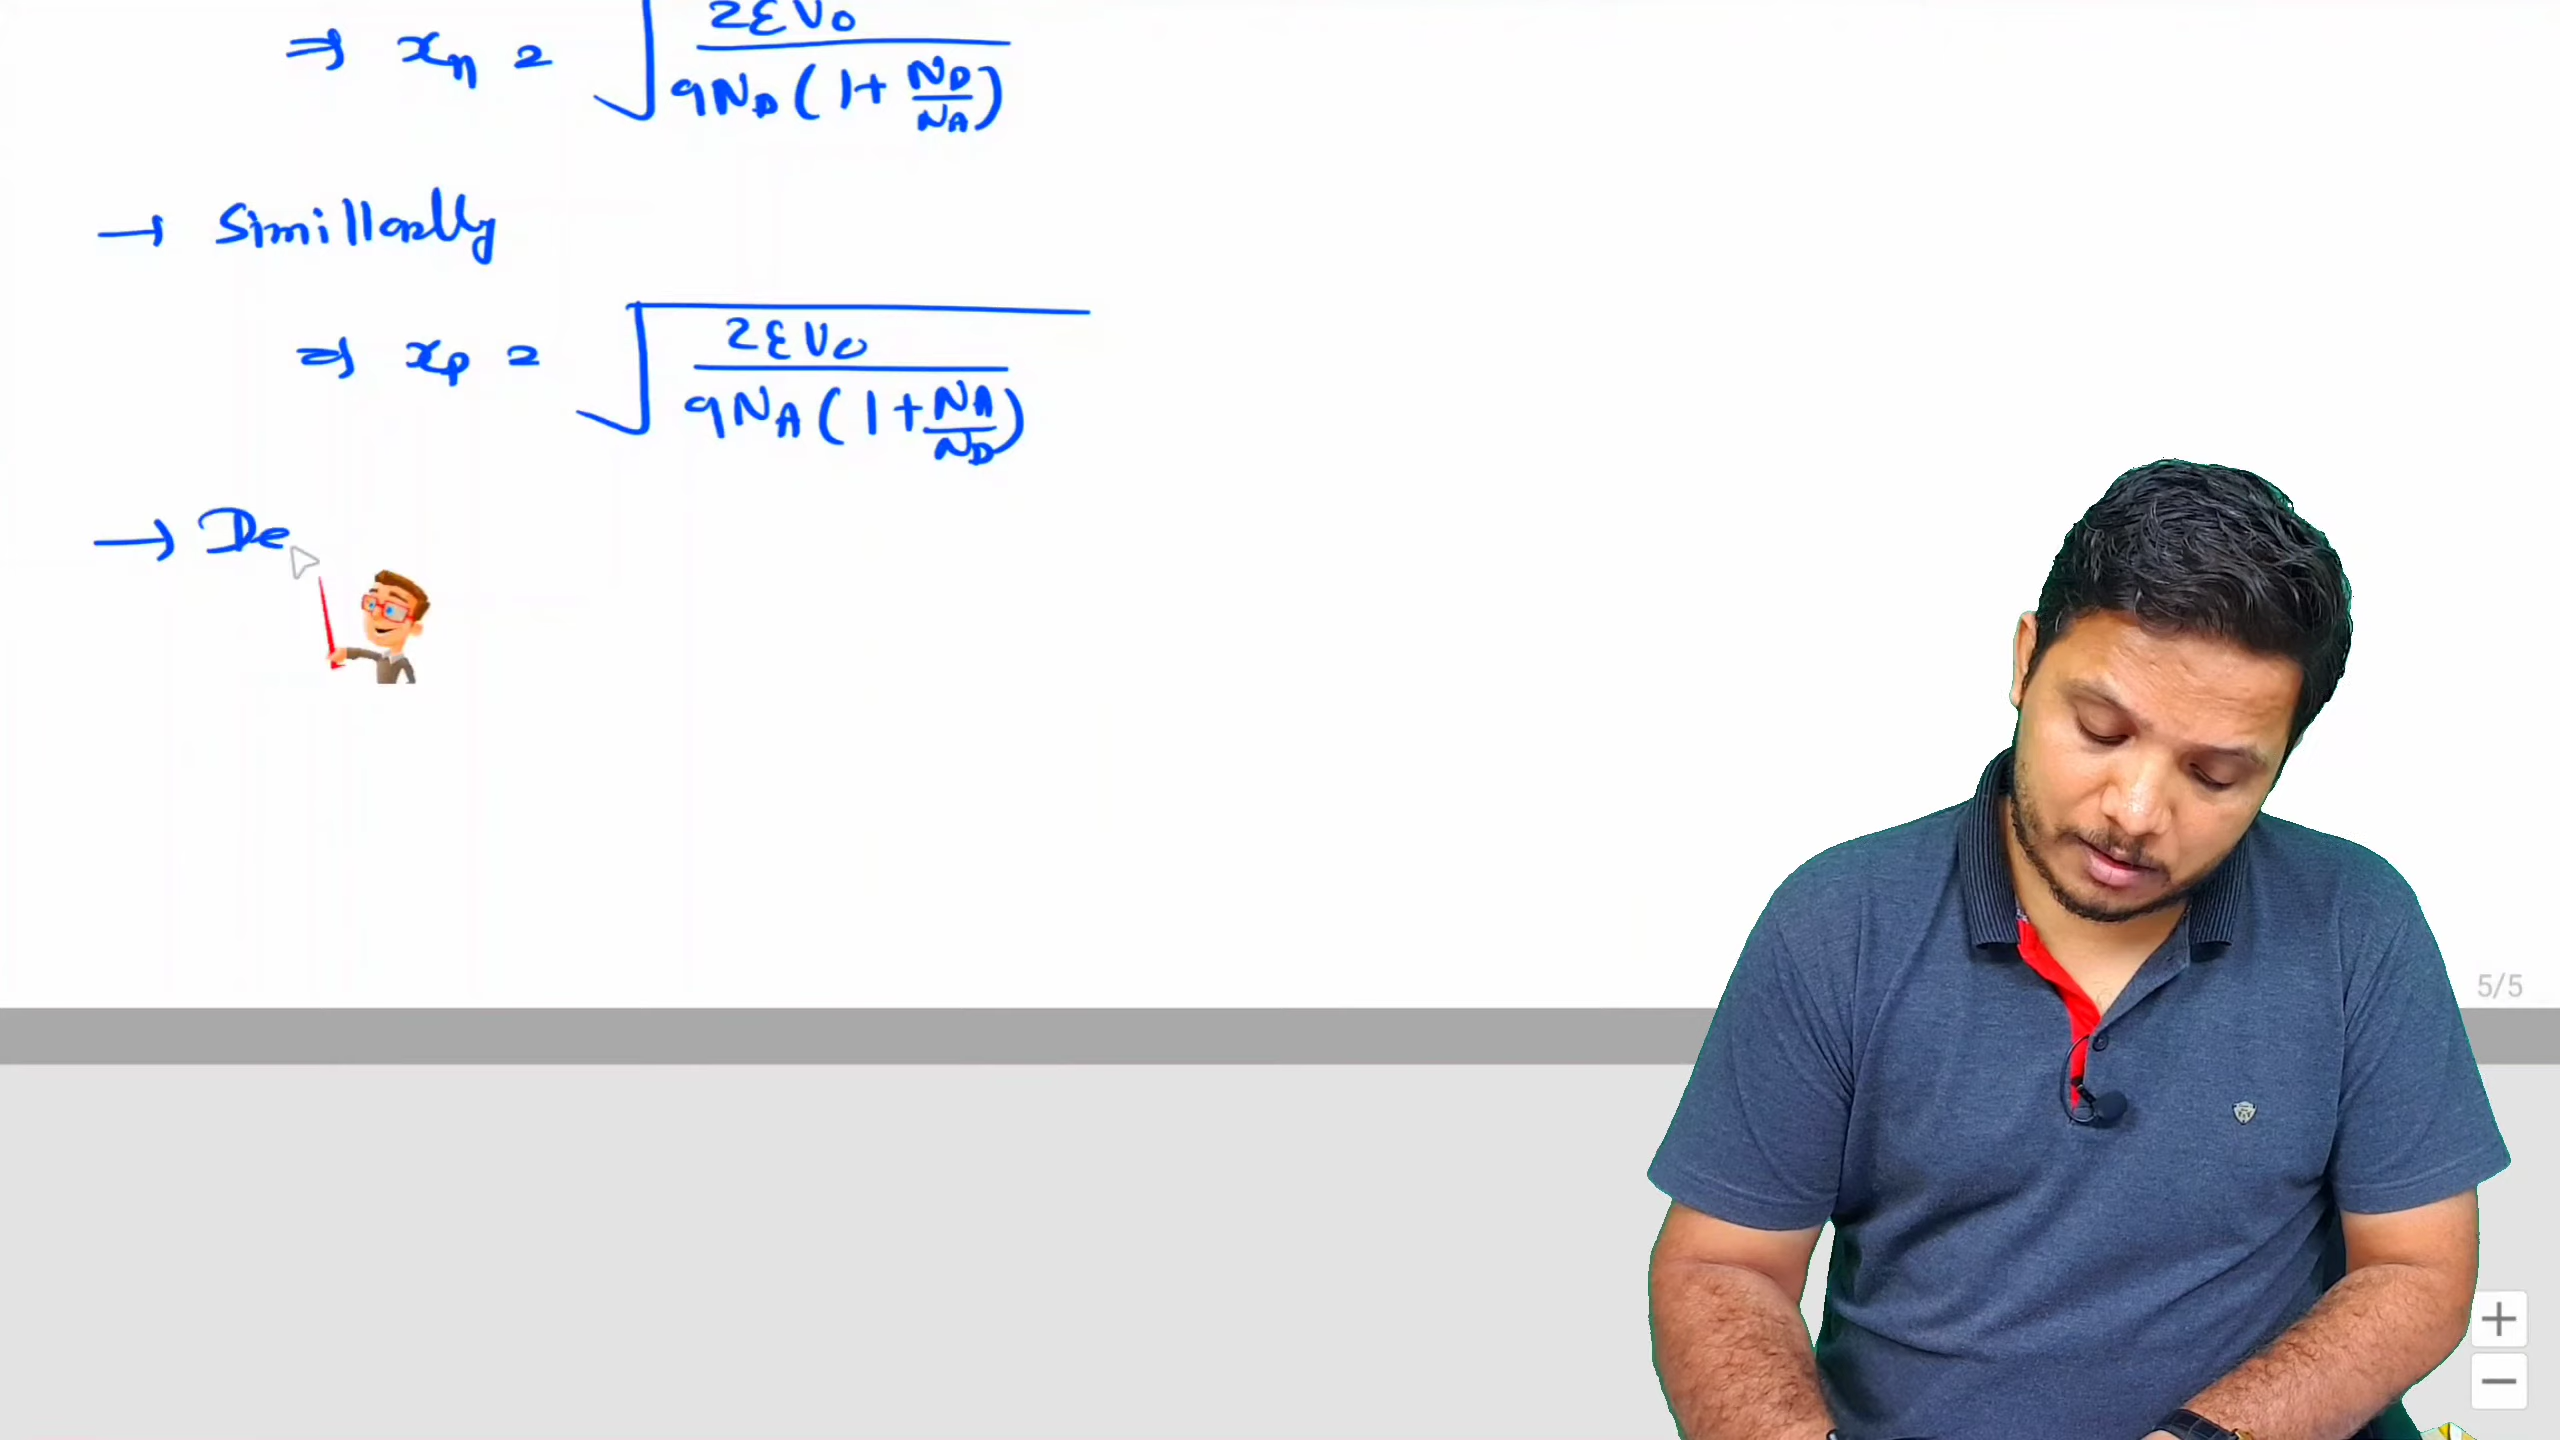 ⇒ xn = √(2εV0 / qND(1+ND/NA))
→ Simillarly
⇒ xp = √(2εV0 / qNA(1+NA/ND))
→ De
5/5
+
−